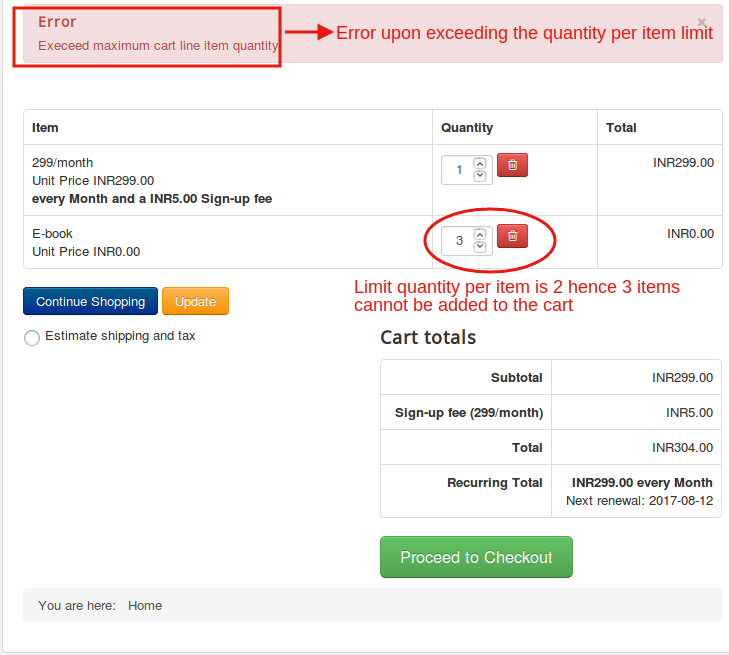 Error
Execeed maximum cart line item quantity
×
Error upon exceeding the quantity per item limit
Item Quantity Total
299/month
Unit Price INR299.00
every Month and a INR5.00 Sign-up fee
1
INR299.00
E-book
Unit Price INR0.00
3
INR0.00
Continue Shopping Update
Limit quantity per item is 2 hence 3 items
cannot be added to the cart
Estimate shipping and tax
Cart totals
Subtotal INR299.00
Sign-up fee (299/month) INR5.00
Total INR304.00
Recurring Total INR299.00 every Month
Next renewal: 2017-08-12
Proceed to Checkout
You are here: Home